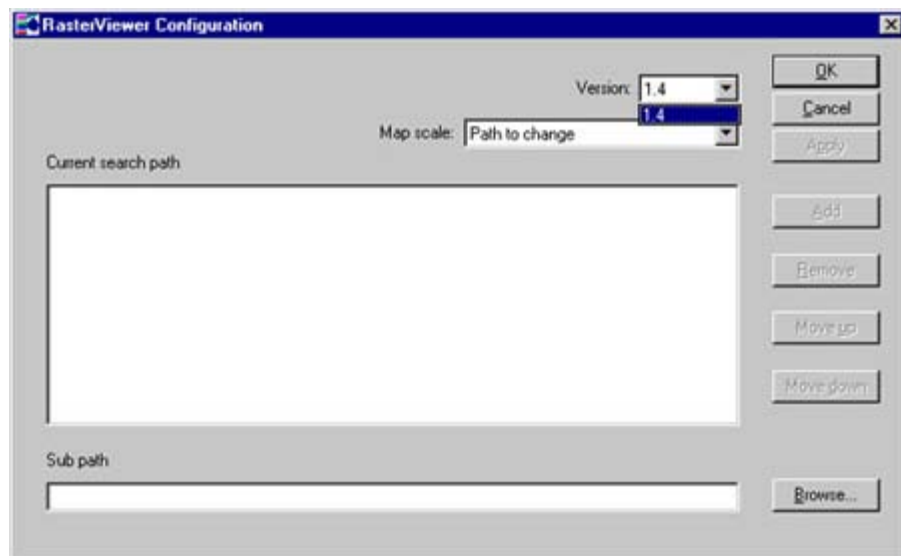 RasterViewer Configuration
Version: 1.4
1.4
Map scale: Path to change
Current search path
OK
Cancel
Apply
Add
Remove
Move up
Move down
Sub path
Browse...